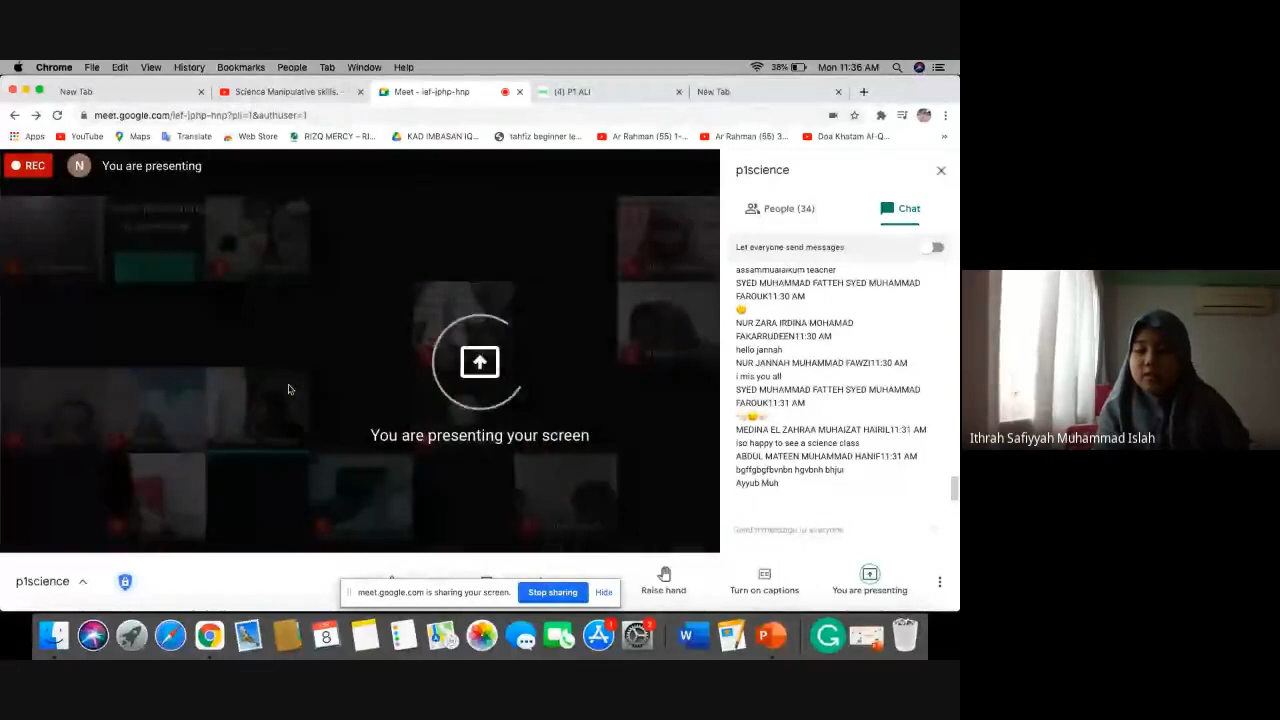 Chrome File Edit View History Bookmarks People Tab Window Help 38% Mon 11:36 AM
New Tab Science Manipulative skills. - Meet - ief-jphp-hnp (4) P1 ALI New Tab
meet.google.com/ief-jphp-hnp?pli=1&authuser=1
Apps YouTube Maps Translate Web Store RIZQ MERCY – RI... KAD IMBASAN IQ... tahfiz beginner le... Ar Rahman (55) 1-... Ar Rahman (55) 3... Doa Khatam Al-Q...
REC N You are presenting
p1science
People (34) Chat
Let everyone send messages
assammualaikum teacher
SYED MUHAMMAD FATTEH SYED MUHAMMAD
FAROUK11:30 AM
NUR ZARA IRDINA MOHAMAD
FAKARRUDEEN11:30 AM
hello jannah
NUR JANNAH MUHAMMAD FAWZI11:30 AM
i mis you all
SYED MUHAMMAD FATTEH SYED MUHAMMAD
FAROUK11:31 AM
MEDINA EL ZAHRAA MUHAIZAT HAIRIL11:31 AM
iso happy to see a science class
ABDUL MATEEN MUHAMMAD HANIF11:31 AM
bgffgbgfbvnbn hgvbnh bhjui
Ayyub Muh
Send a message to everyone
You are presenting your screen
Ithrah Safiyyah Muhammad Islah
p1science
meet.google.com is sharing your screen. Stop sharing Hide
Raise hand Turn on captions You are presenting
8